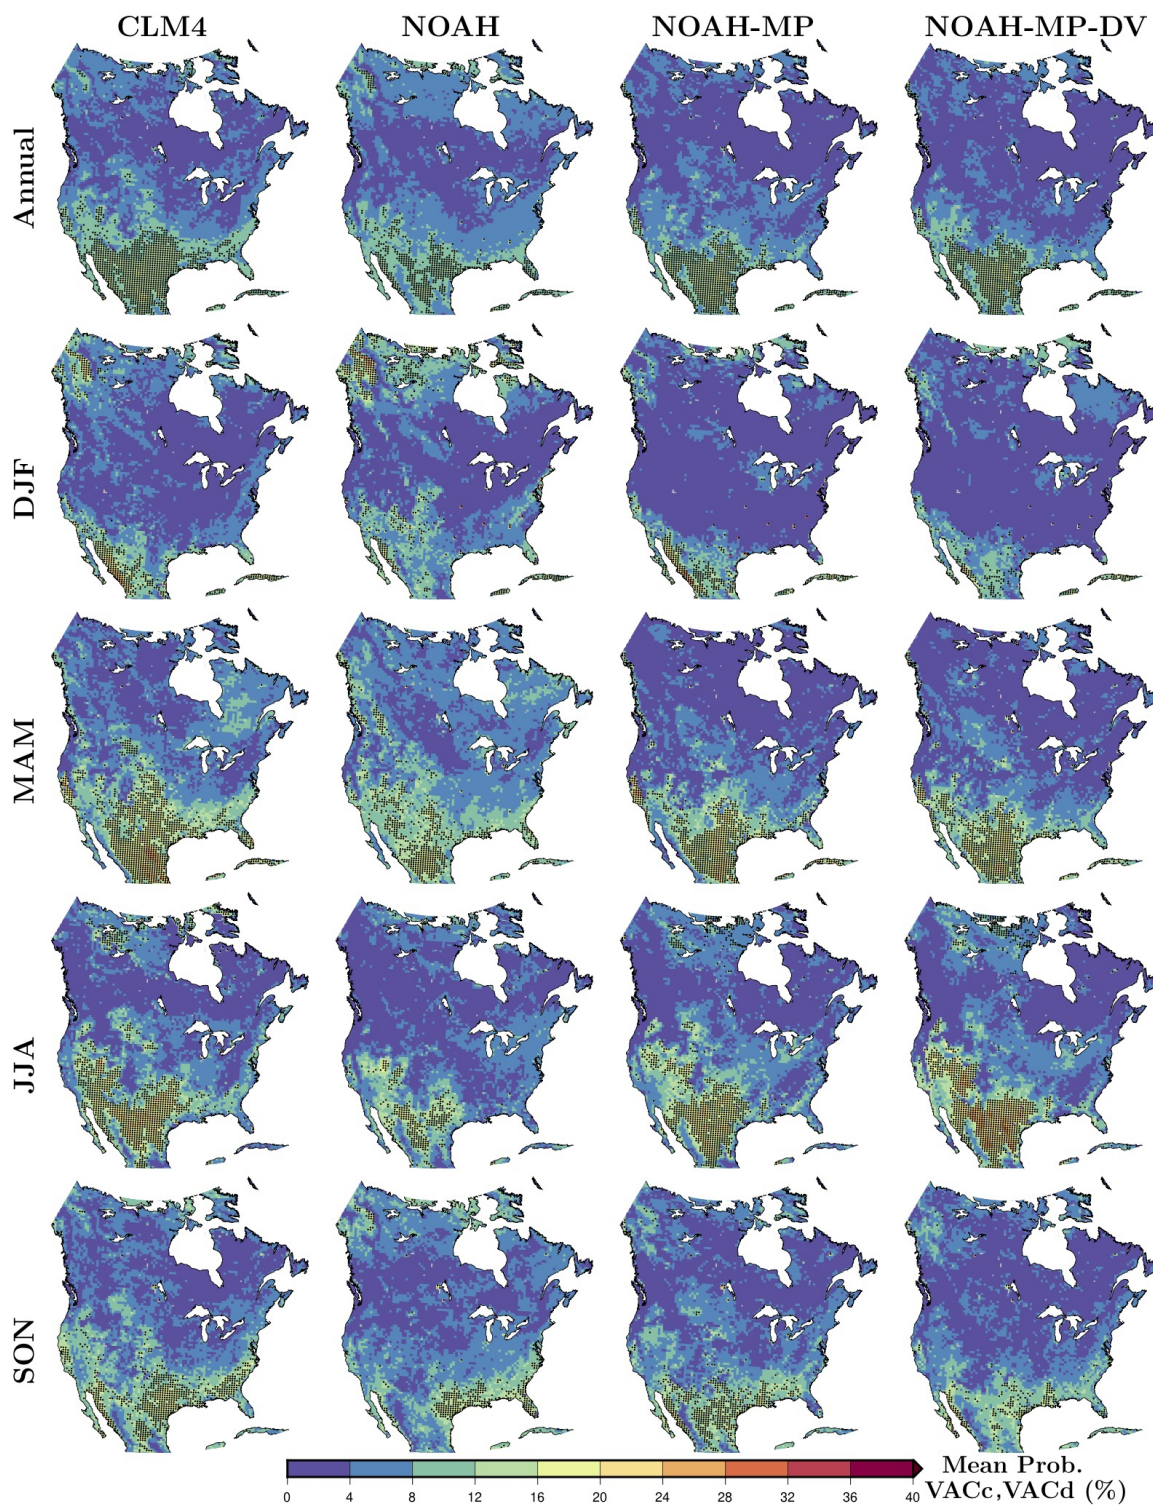 CLM4 NOAH NOAH-MP NOAH-MP-DV
Annual
DJF
MAM
JJA
SON
0 4 8 12 16 20 24 28 32 36 40
Mean Prob.
VACc,VACd (%)